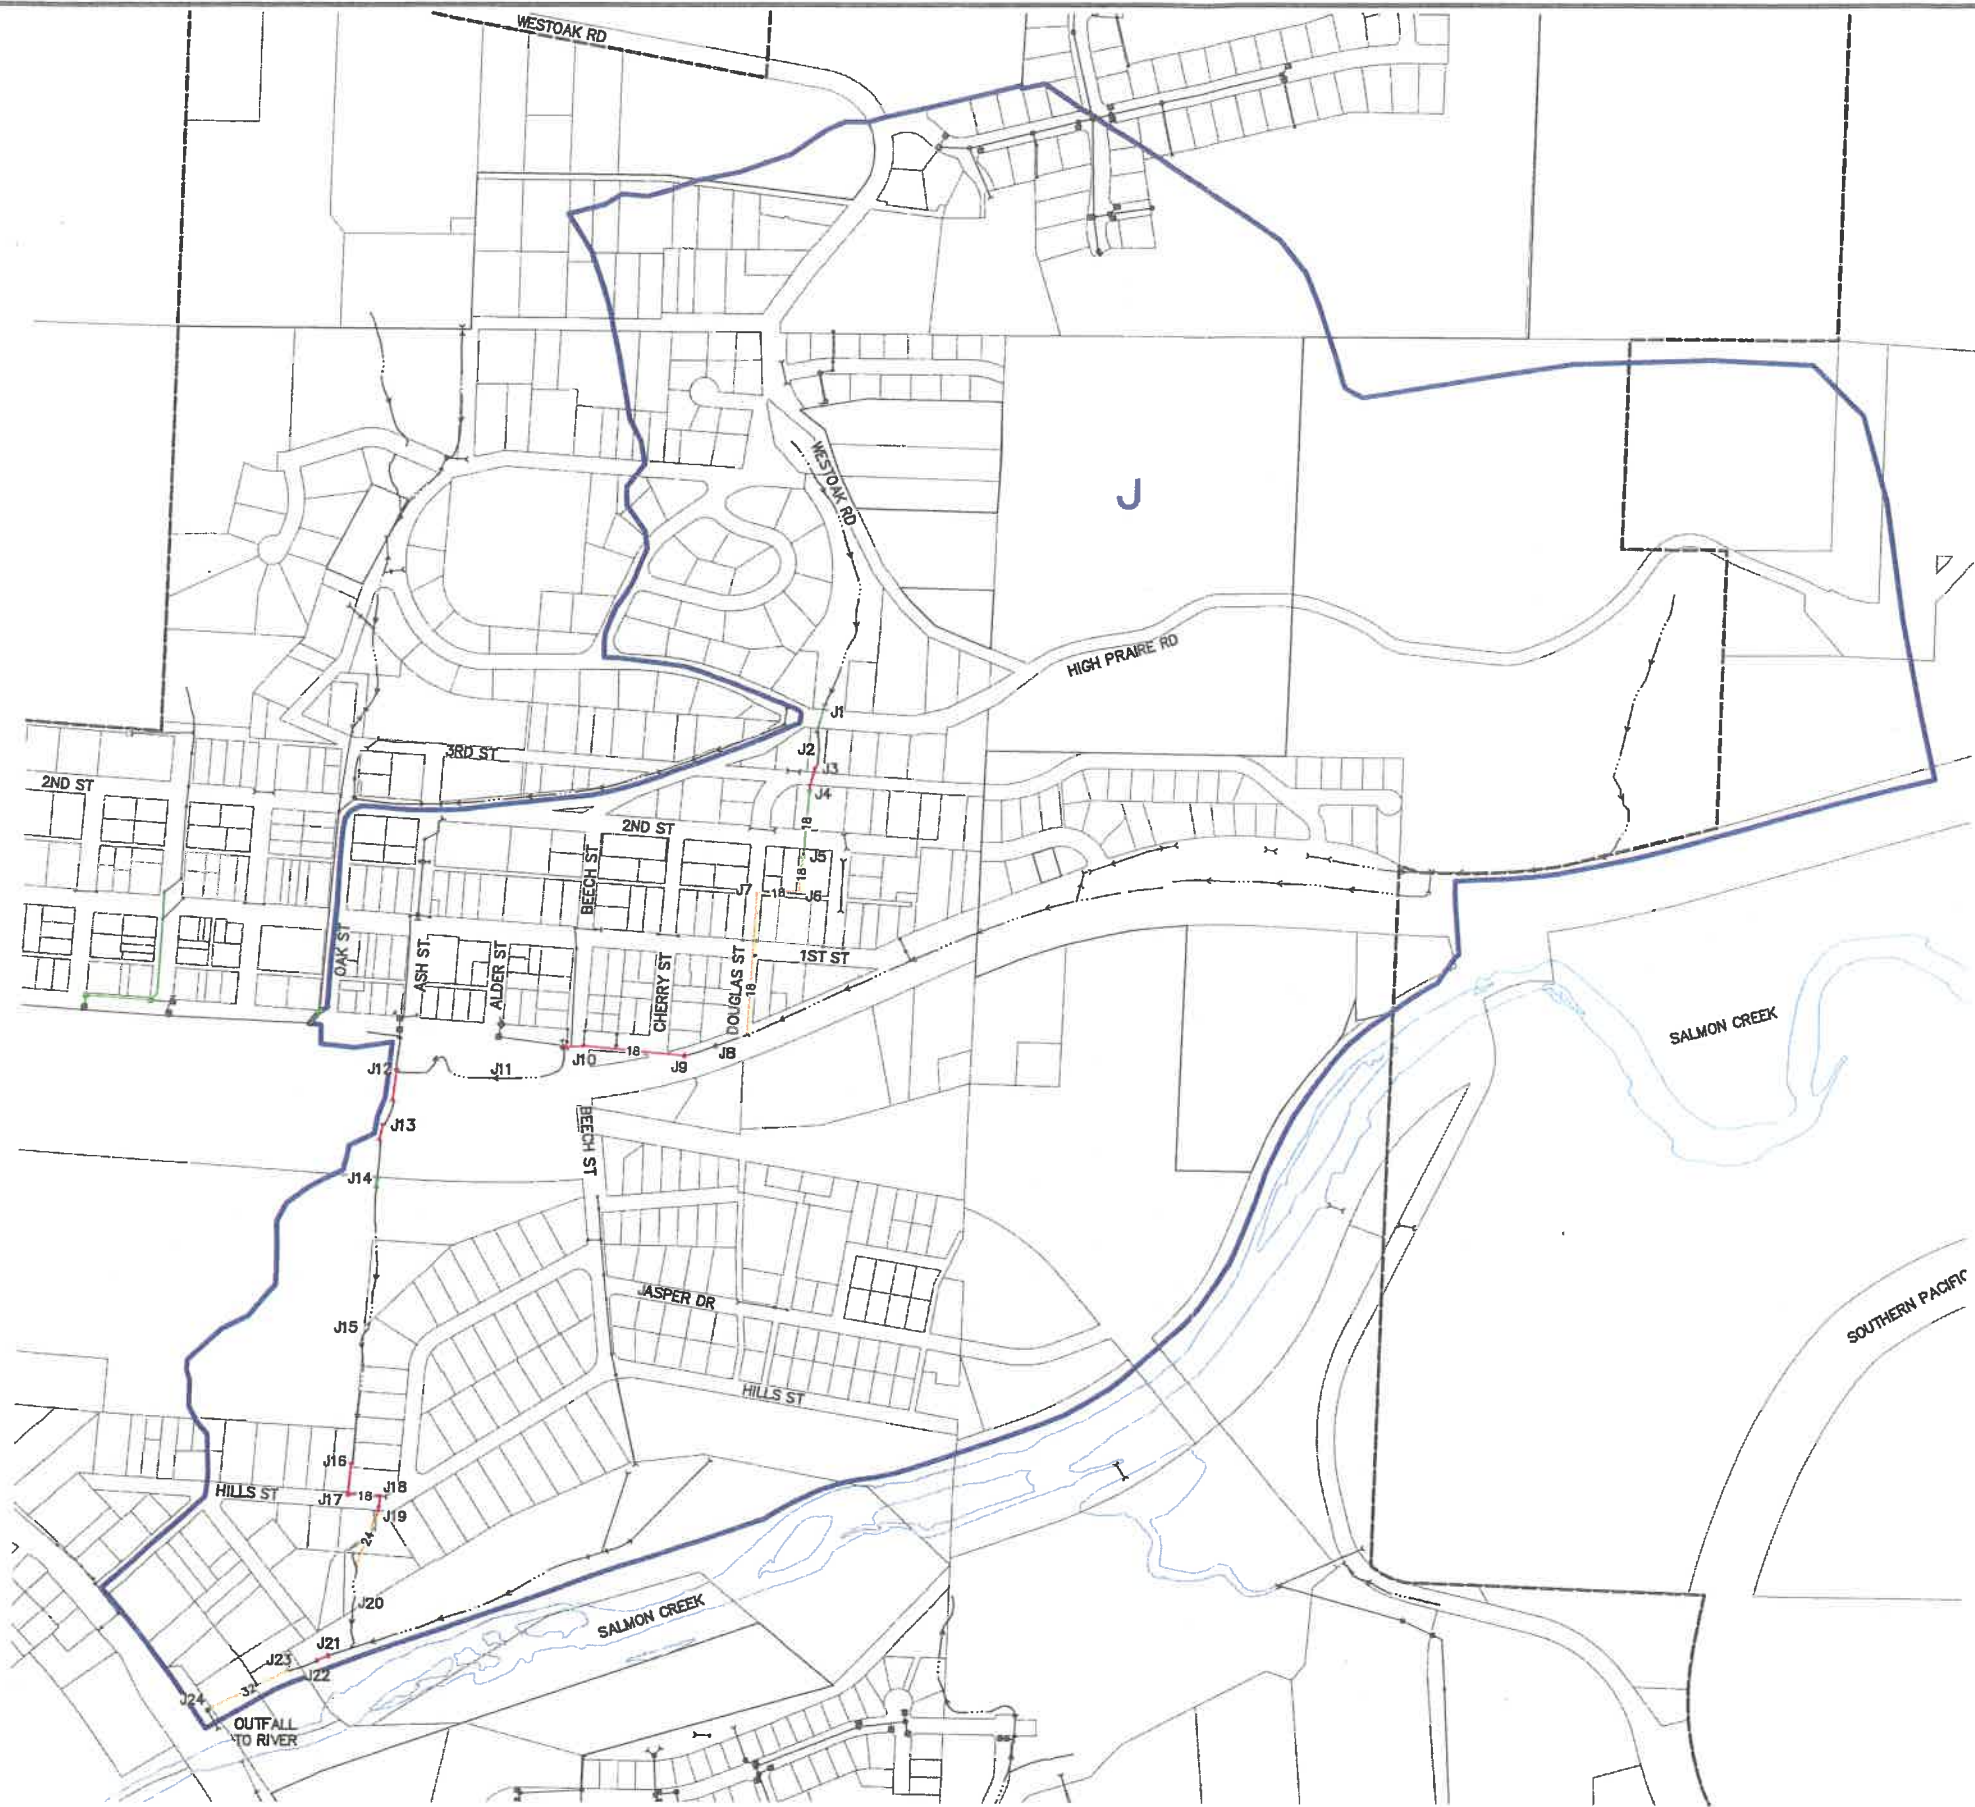 WESTOAK RD
J
WESTOAK RD
HIGH PRAIRE RD
J1
J2
J3
3RD ST
J4
2ND ST
18
2ND ST
J5
BEECH ST
18
J7
18
J6
OAK ST
ASH ST
ALDER ST
CHERRY ST
DOUGLAS ST
1ST ST
18
SALMON CREEK
J8
J10
18
J9
J12
J11
J13
BEECH ST
J14
SOUTHERN PACIFIC
JASPER DR
J15
HILLS ST
J16
J18
HILLS ST
J17
18
J19
24
J20
SALMON CREEK
J21
J23
J22
32
J24
OUTFALL
TO RIVER